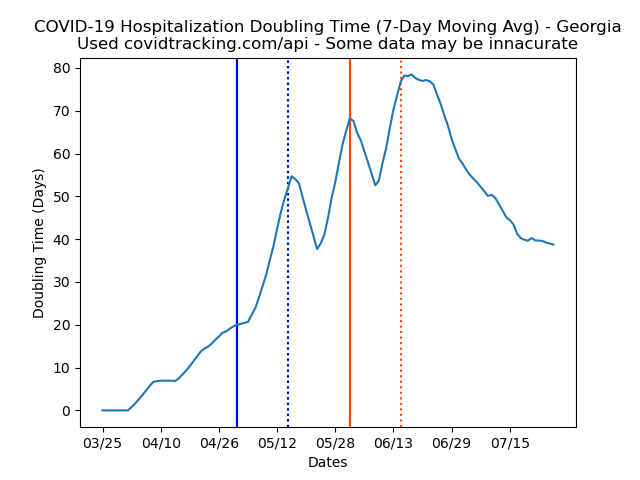 COVID-19 Hospitalization Doubling Time (7-Day Moving Avg) - Georgia
Used covidtracking.com/api - Some data may be innacurate
Doubling Time (Days)
80
70
60
50
40
30
20
10
0
03/25 04/10 04/26 05/12 05/28 06/13 06/29 07/15
Dates